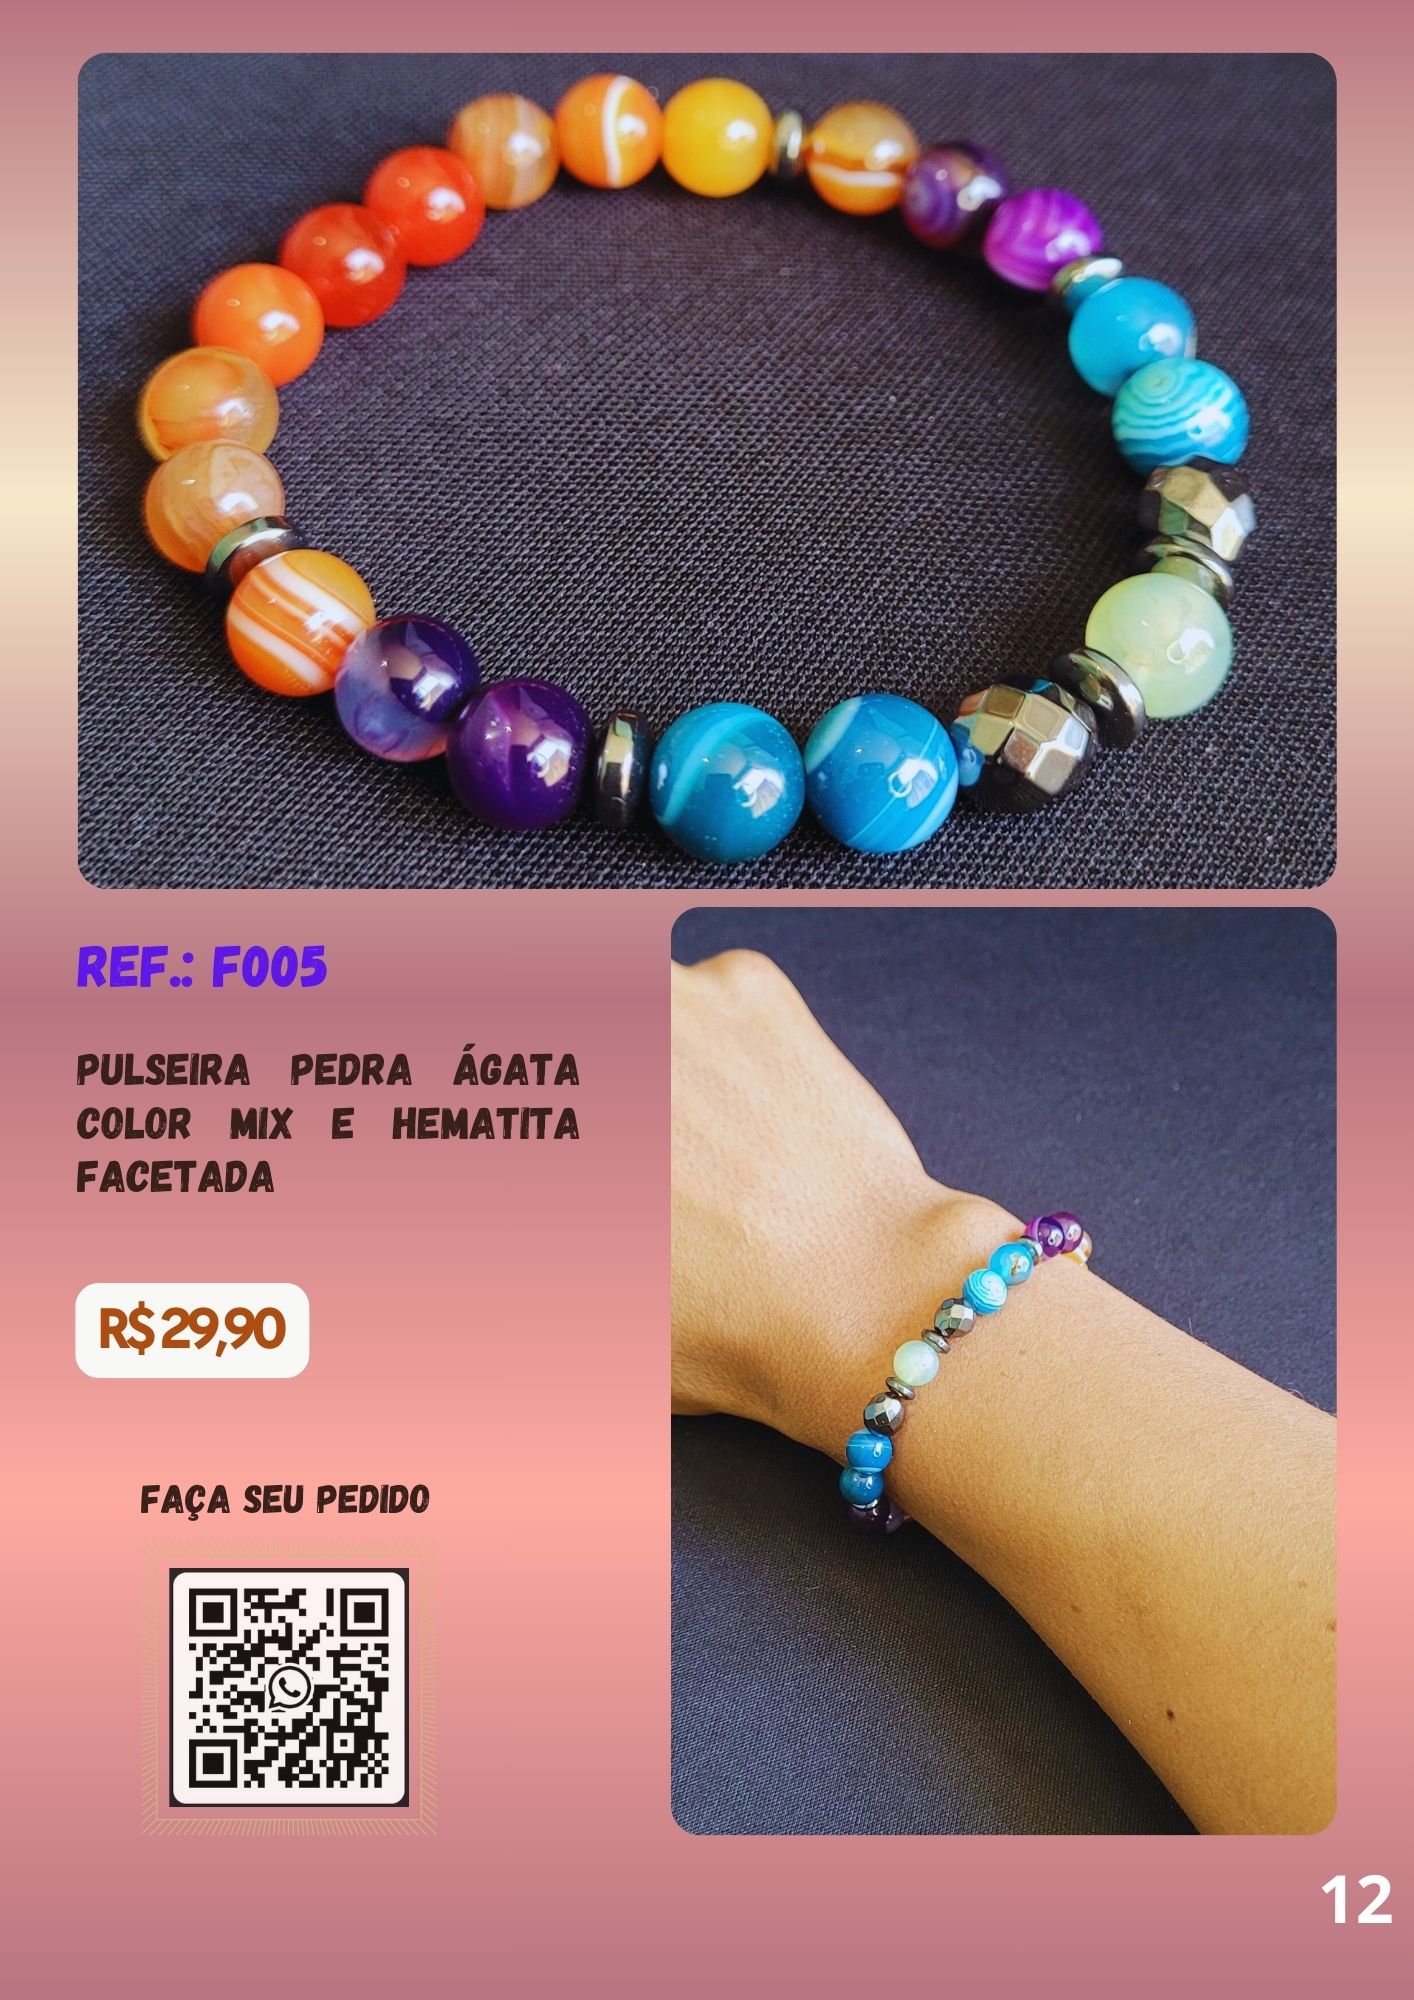 REF.: F005
PULSEIRA PEDRA ÁGATA
COLOR MIX E HEMATITA
FACETADA
R$ 29,90
FAÇA SEU PEDIDO
12